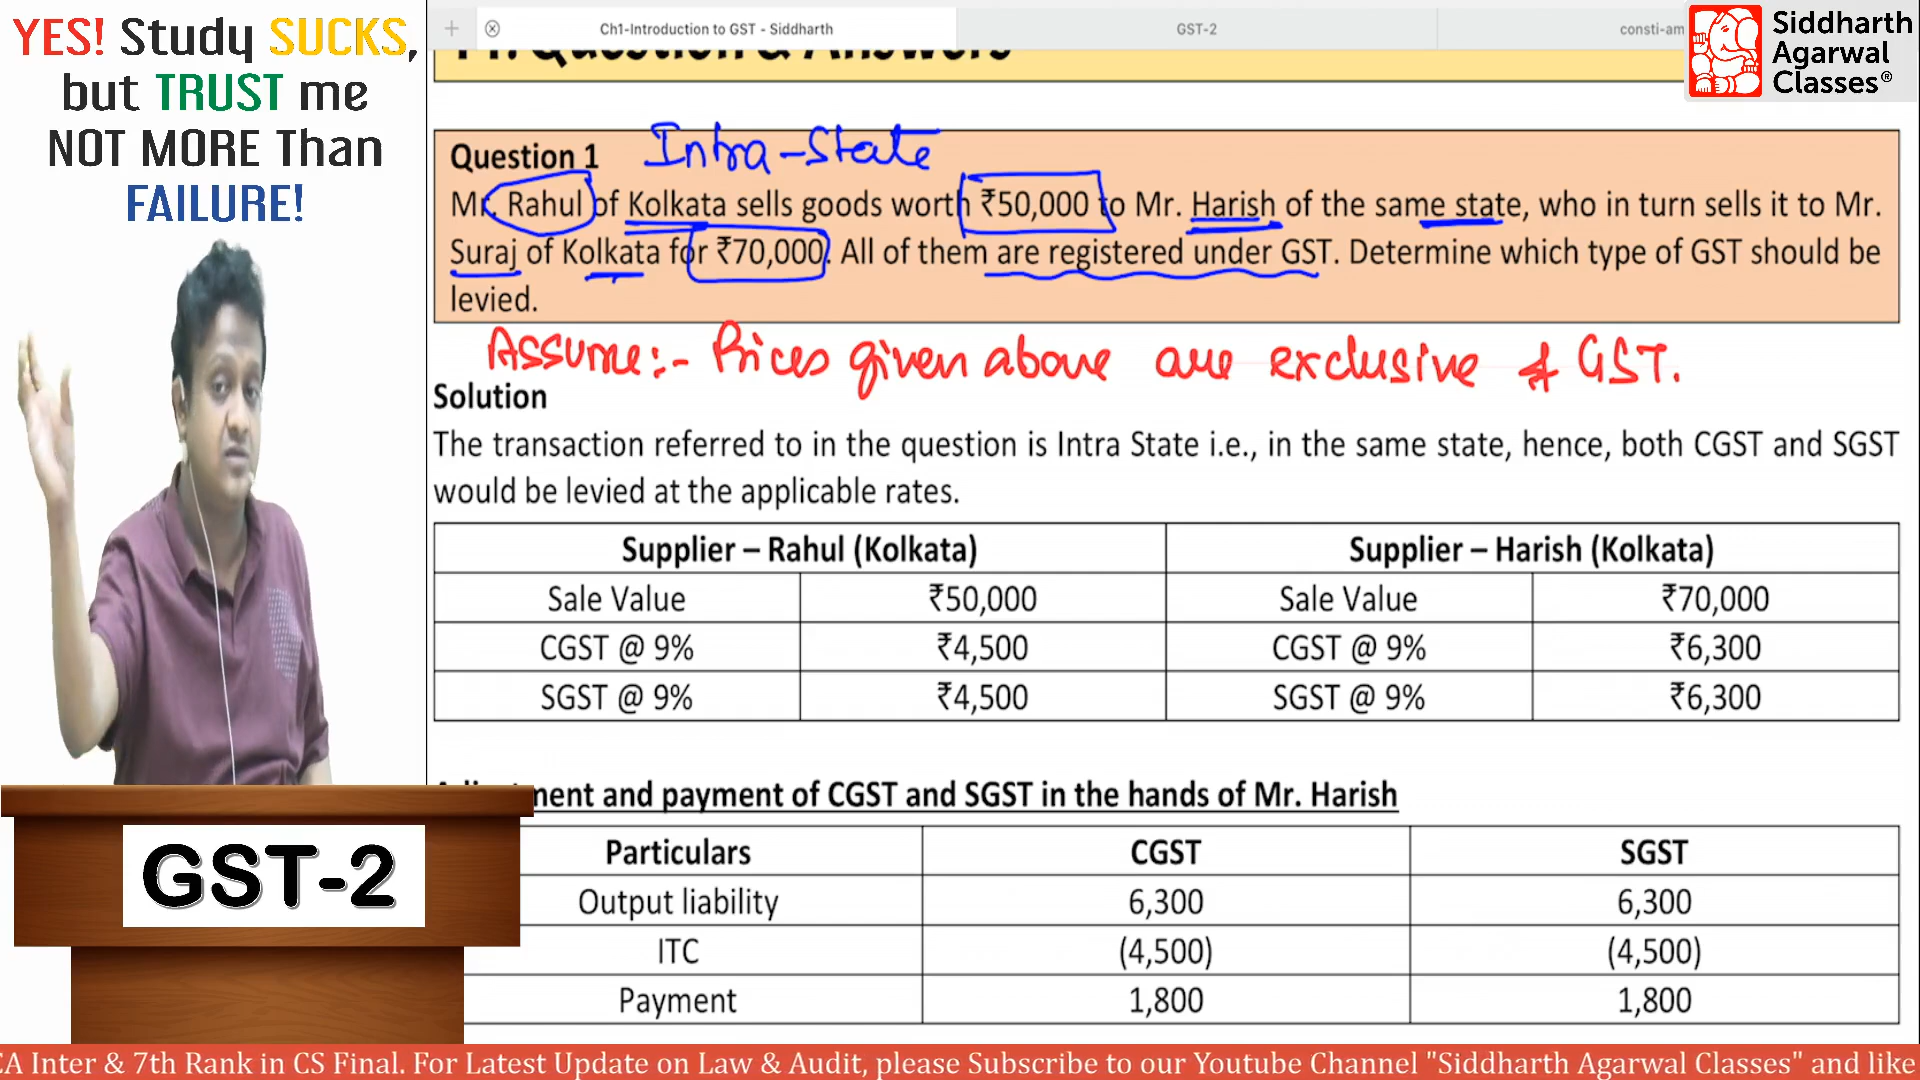 YES! Study SUCKS,
but TRUST me
NOT MORE Than
FAILURE!
Ch1-Introduction to GST - Siddharth
GST-2
consti-am
Siddharth
Agarwal
Classes®
Question & Answers
Question 1 Intra-State
Mr. Rahul of Kolkata sells goods worth ₹50,000 to Mr. Harish of the same state, who in turn sells it to Mr.
Suraj of Kolkata for ₹70,000. All of them are registered under GST. Determine which type of GST should be
levied.
Assume:- Prices given above are exclusive of GST.
Solution
The transaction referred to in the question is Intra State i.e., in the same state, hence, both CGST and SGST
would be levied at the applicable rates.
Supplier – Rahul (Kolkata) Supplier – Harish (Kolkata)
Sale Value ₹50,000 Sale Value ₹70,000
CGST @ 9% ₹4,500 CGST @ 9% ₹6,300
SGST @ 9% ₹4,500 SGST @ 9% ₹6,300
and payment of CGST and SGST in the hands of Mr. Harish
Particulars CGST SGST
Output liability 6,300 6,300
ITC (4,500) (4,500)
Payment 1,800 1,800
GST-2
CA Inter & 7th Rank in CS Final. For Latest Update on Law & Audit, please Subscribe to our Youtube Channel "Siddharth Agarwal Classes" and like